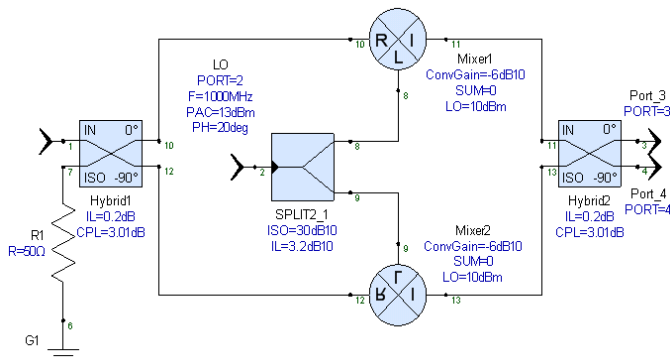 10
R
I
L
11
Mixer1
ConvGain=-6dB10
SUM=0
LO=10dBm
LO
PORT=2
F=1000MHz
PAC=13dBm
PH=20deg
8
Port_3
PORT=3
1
IN
0°
10
7
ISO
-90°
12
Hybrid1
IL=0.2dB
CPL=3.01dB
2
8
9
SPLIT2_1
ISO=30dB10
IL=3.2dB10
11
IN
0°
3
13
ISO
-90°
4
Hybrid2
IL=0.2dB
CPL=3.01dB
Port_4
PORT=4
R1
R=50Ω
Mixer2
ConvGain=-6dB10
SUM=0
LO=10dBm
9
L
R
I
12
13
6
G1